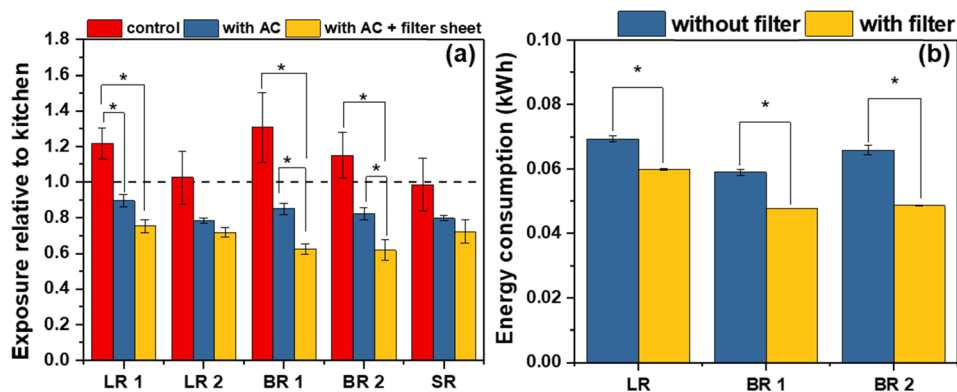 control with AC with AC + filter sheet
(a)
Exposure relative to kitchen
1.8
1.6
1.4
1.2
1.0
0.8
0.6
0.4
0.2
0.0
* * * * * *
LR 1 LR 2 BR 1 BR 2 SR
without filter with filter
(b)
Energy consumption (kWh)
0.10
0.08
0.06
0.04
0.02
0.00
* * *
LR BR 1 BR 2